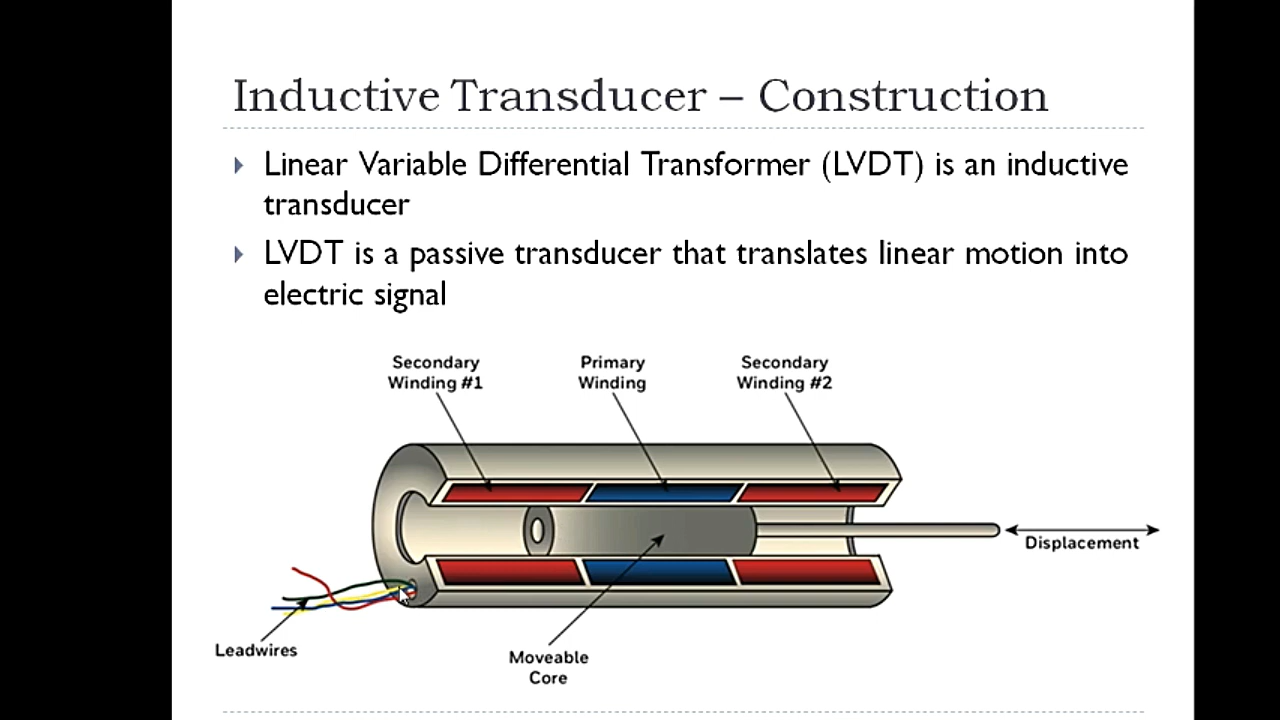 Inductive Transducer – Construction
Linear Variable Differential Transformer (LVDT) is an inductive
transducer
LVDT is a passive transducer that translates linear motion into
electric signal
Secondary
Winding #1
Primary
Winding
Secondary
Winding #2
Displacement
Leadwires
Moveable
Core